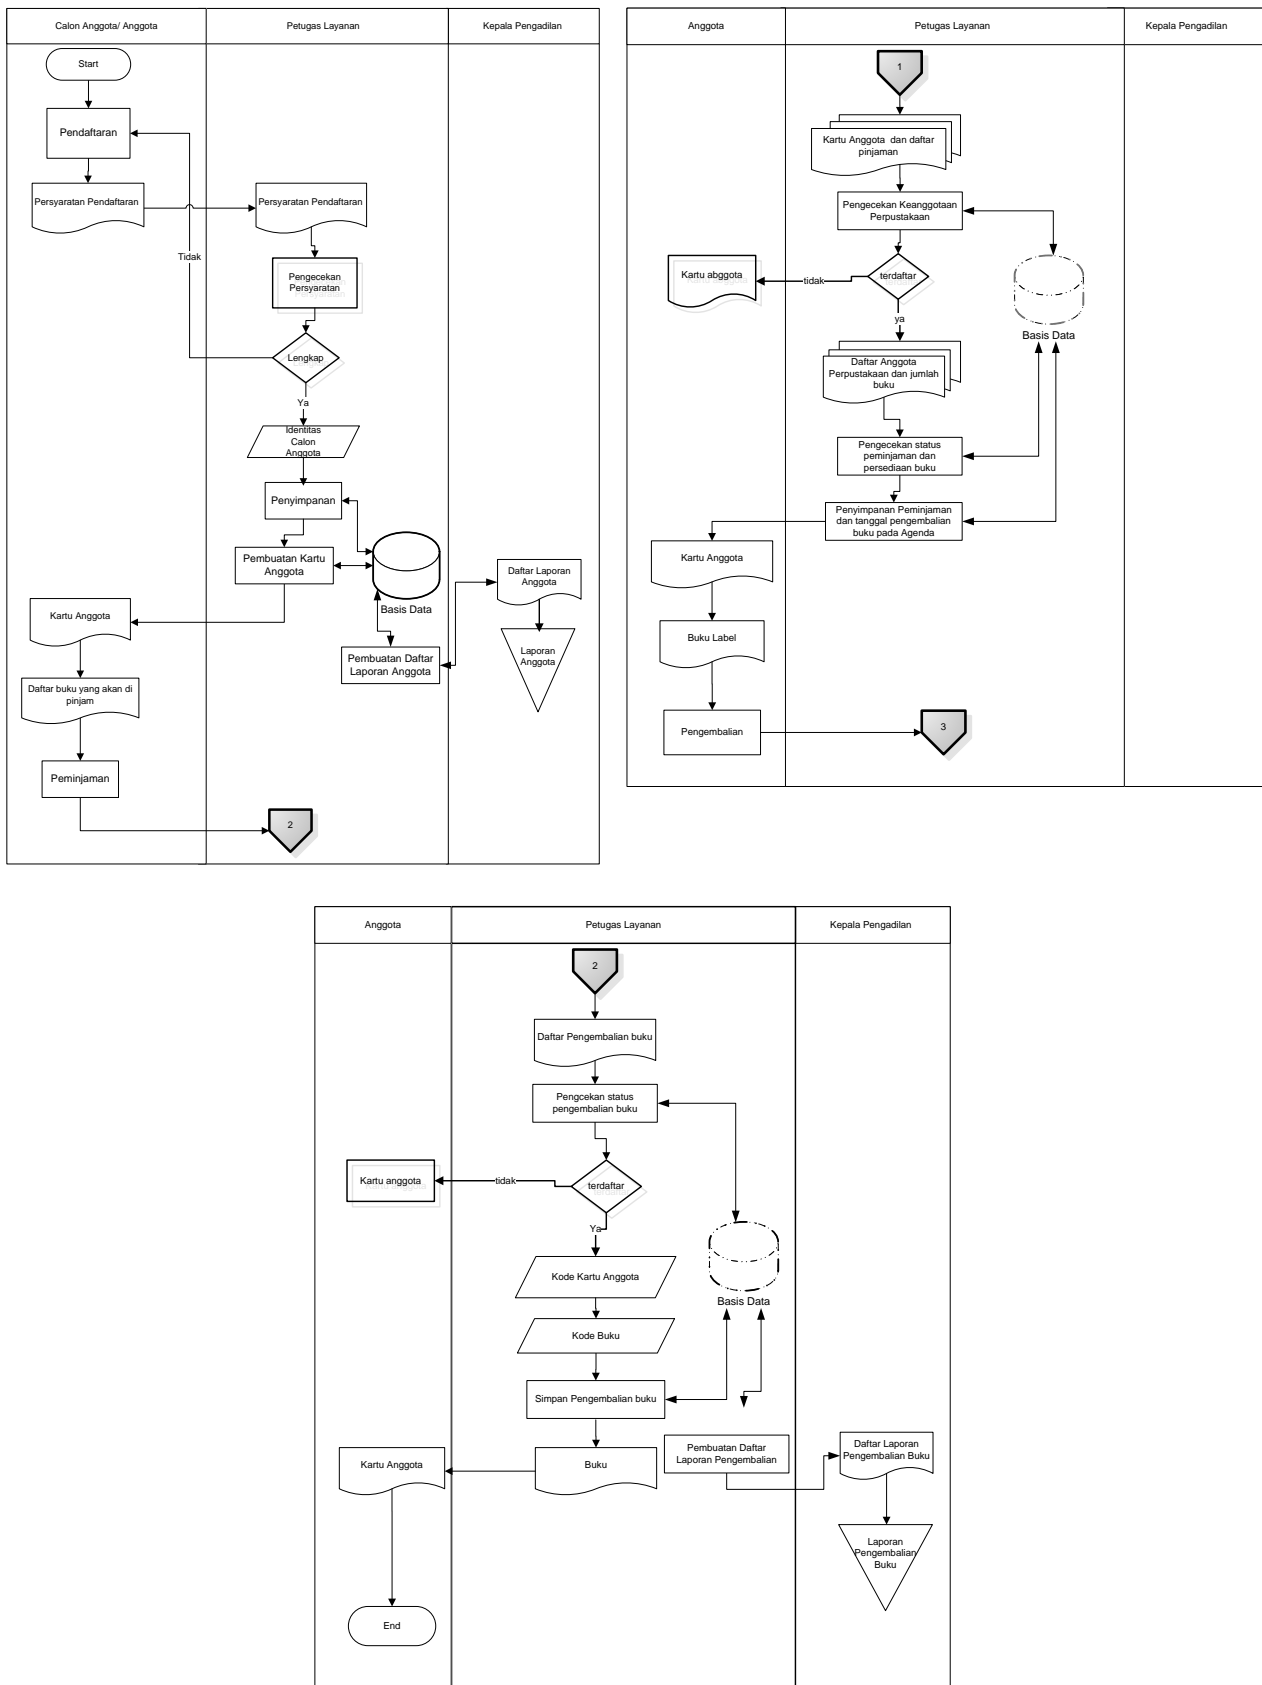 Calon Anggota/ Anggota
Petugas Layanan
Kepala Pengadilan
Start
Pendaftaran
Persyaratan Pendaftaran
Persyaratan Pendaftaran
Tidak
Pengecekan
Persyaratan
Lengkap
Ya
Identitas
Calon
Anggota
Penyimpanan
Pembuatan Kartu
Anggota
Basis Data
Daftar Laporan
Anggota
Kartu Anggota
Pembuatan Daftar
Laporan Anggota
Laporan
Anggota
Daftar buku yang akan di
pinjam
Peminjaman
2
Anggota
Petugas Layanan
Kepala Pengadilan
1
Kartu Anggota dan daftar
pinjaman
Pengecekan Keanggotaan
Perpustakaan
Kartu abggota
tidak
terdaftar
ya
Basis Data
Daftar Anggota
Perpustakaan dan jumlah
buku
Pengecekan status
peminjaman dan
persediaan buku
Penyimpanan Peminjaman
dan tanggal pengembalian
buku pada Agenda
Kartu Anggota
Buku Label
Pengembalian
3
Anggota
Petugas Layanan
Kepala Pengadilan
2
Daftar Pengembalian buku
Pengcekan status
pengembalian buku
Kartu anggota
tidak
terdaftar
Ya
Kode Kartu Anggota
Basis Data
Kode Buku
Simpan Pengembalian buku
Kartu Anggota
Buku
Pembuatan Daftar
Laporan Pengembalian
Daftar Laporan
Pengembalian Buku
Laporan
Pengembalian
Buku
End